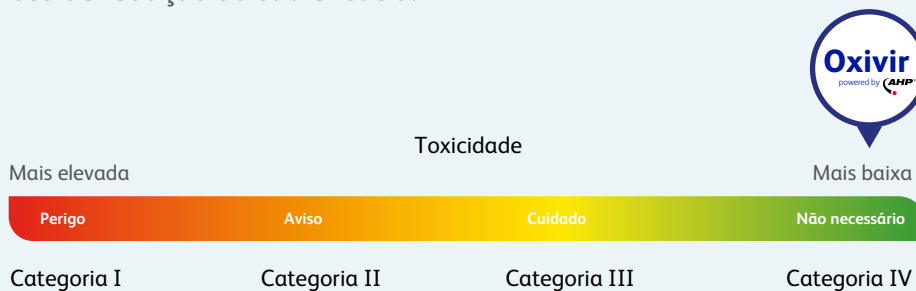 Oxivir
powered by AHP
Toxicidade
Mais elevada
Mais baixa
Perigo
Aviso
Cuidado
Não necessário
Categoria I
Categoria II
Categoria III
Categoria IV